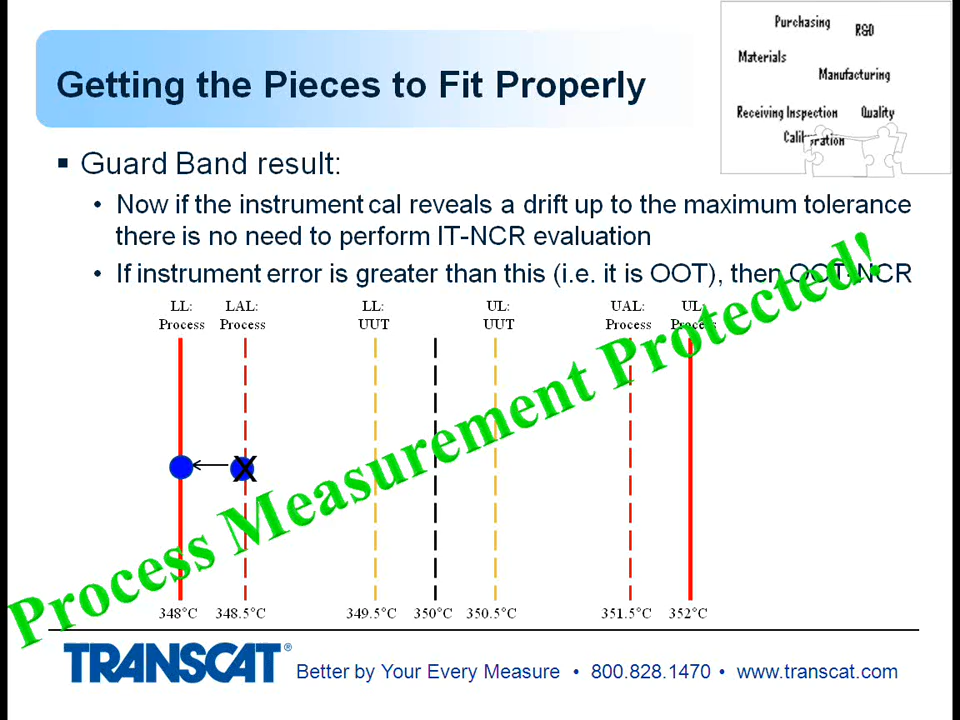 Purchasing
R&D
Materials
Manufacturing
Receiving Inspection
Quality
Calibration
Getting the Pieces to Fit Properly
▪ Guard Band result:
• Now if the instrument cal reveals a drift up to the maximum tolerance
there is no need to perform IT-NCR evaluation
• If instrument error is greater than this (i.e. it is OOT), then OOT-NCR
LL: LAL: LL: UL: UAL: UL:
Process Process UUT UUT Process Process
X
Process Measurement Protected!
348°C 348.5°C 349.5°C 350°C 350.5°C 351.5°C 352°C
TRANSCAT® Better by Your Every Measure • 800.828.1470 • www.transcat.com